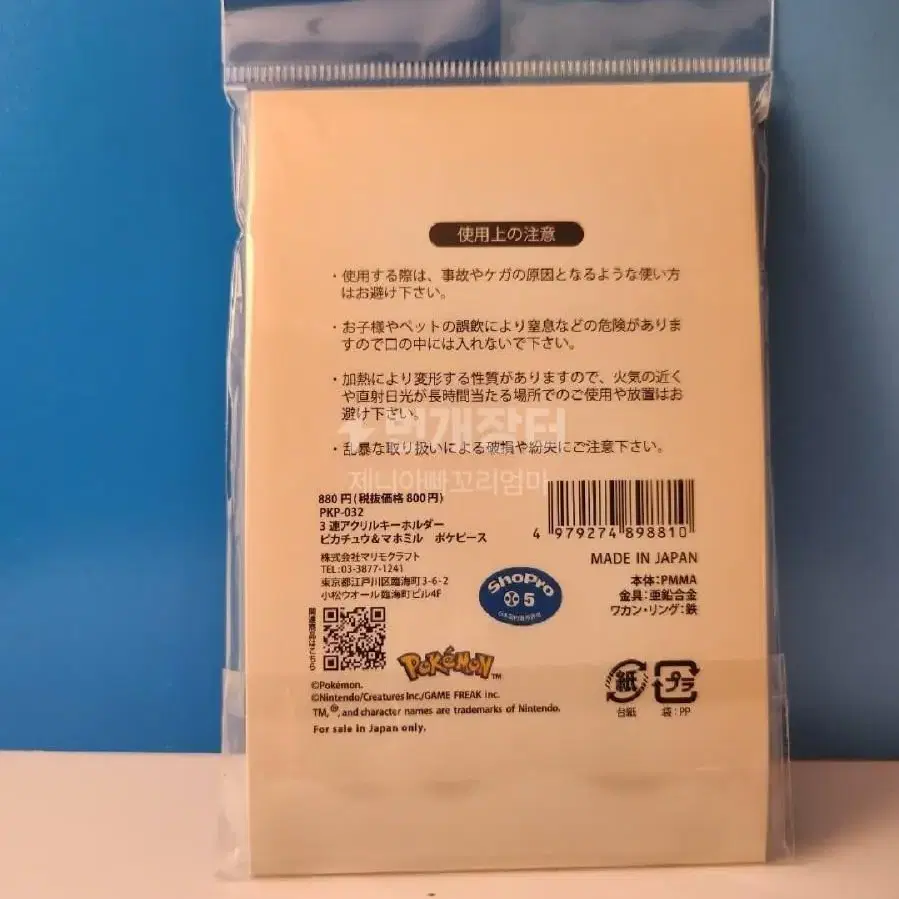 使用上の注意
・使用する際は、事故やケガの原因となるような使い方
はお避け下さい。
・お子様やペットの誤飲により窒息などの危険がありま
すので口の中には入れないで下さい。
・加熱により変形する性質がありますので、火気の近く
や直射日光が長時間当たる場所でのご使用や放置はお
避け下さい。
번개장터
・乱暴な取り扱いによる破損や紛失にご注意下さい。
제니아빠꼬리엄마
880円(税抜価格800円)
PKP-032
3連アクリルキーホルダー
ピカチュウ&マホミル ポケピース
株式会社マリモクラフト
TEL:03-3877-1241
東京都江戸川区臨海町3-6-2
小松ウオール臨海町ビル4F
4 979274 898810
MADE IN JAPAN
本体:PMMA
金具:亜鉛合金
ワカン・リング:鉄
ShoPro
5
関連商品はこちら
POKÉMON™
©Pokémon.
©Nintendo/Creatures Inc./GAME FREAK inc.
TM, ®, and character names are trademarks of Nintendo.
For sale in Japan only.
紙
台紙
プラ
袋:PP